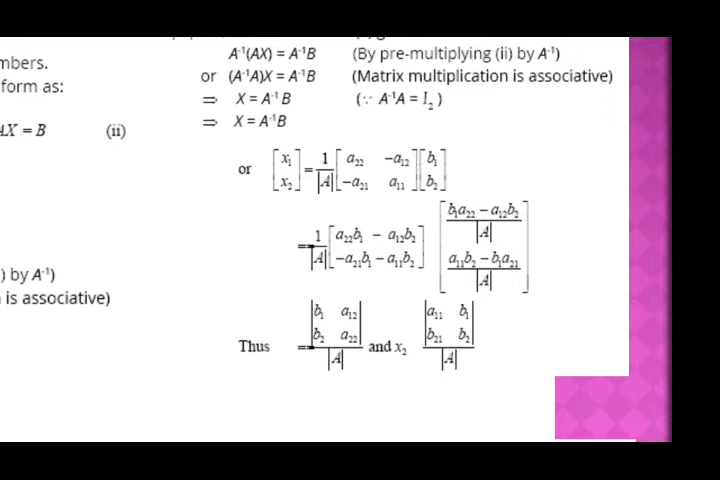 A⁻¹(AX) = A⁻¹B (By pre-multiplying (ii) by A⁻¹)
mbers.
or (A⁻¹A)X = A⁻¹B (Matrix multiplication is associative)
form as:
⇒ X = A⁻¹ B (∵ A⁻¹A = I₂ )
⇒ X = A⁻¹B
AX = B (ii)
or [x₁ x₂] = 1/|A| [a₂₂ −a₁₂ −a₂₁ a₁₁] [b₁ b₂]
= 1/|A| [a₂₂b₁ − a₁₂b₂ −a₂₁b₁ − a₁₁b₂] [b₁a₂₂ − a₁₂b₂ / |A| a₁₁b₂ − b₁a₂₁ / |A|]
) by A⁻¹)
is associative)
Thus = |b₁ a₁₂ b₂ a₂₂| / |A| and x₂ |a₁₁ b₁ b₂₁ b₂| / |A|